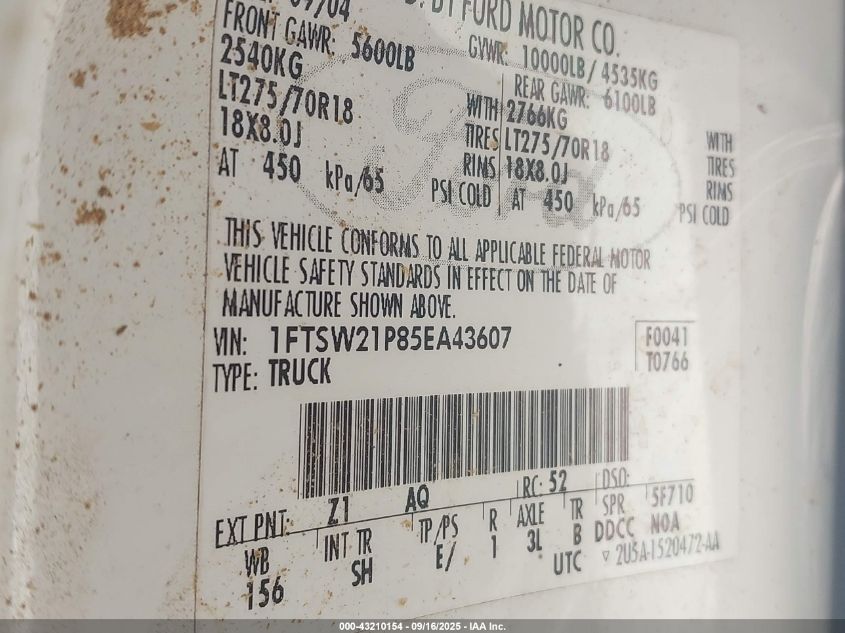 /04 D. BY FORD MOTOR CO.
FRONT GAWR: 5600LB GVWR: 10000LB/ 4535KG
2540KG REAR GAWR: 6100LB
LT275/70R18 WITH 2766KG WITH
18X8.0J TIRES LT275/70R18 TIRES
AT 450 kPa/65 RIMS 18X8.0J RIMS
PSI COLD AT 450 kPa/65 PSI COLD
Ford
THIS VEHICLE CONFORMS TO ALL APPLICABLE FEDERAL MOTOR
VEHICLE SAFETY STANDARDS IN EFFECT ON THE DATE OF
MANUFACTURE SHOWN ABOVE.
VIN: 1FTSW21P85EA43607 F0041
TYPE: TRUCK T0766
EXT PNT: Z1 AQ RC: 52 DSO:
WB INT TR TP/PS R AXLE TR SPR 5F710
156 SH E/ 1 3L B DDCC N0A
UTC ▽ 2U5A-1520472-AA
000-43210154 - 09/16/2025 - IAA Inc.